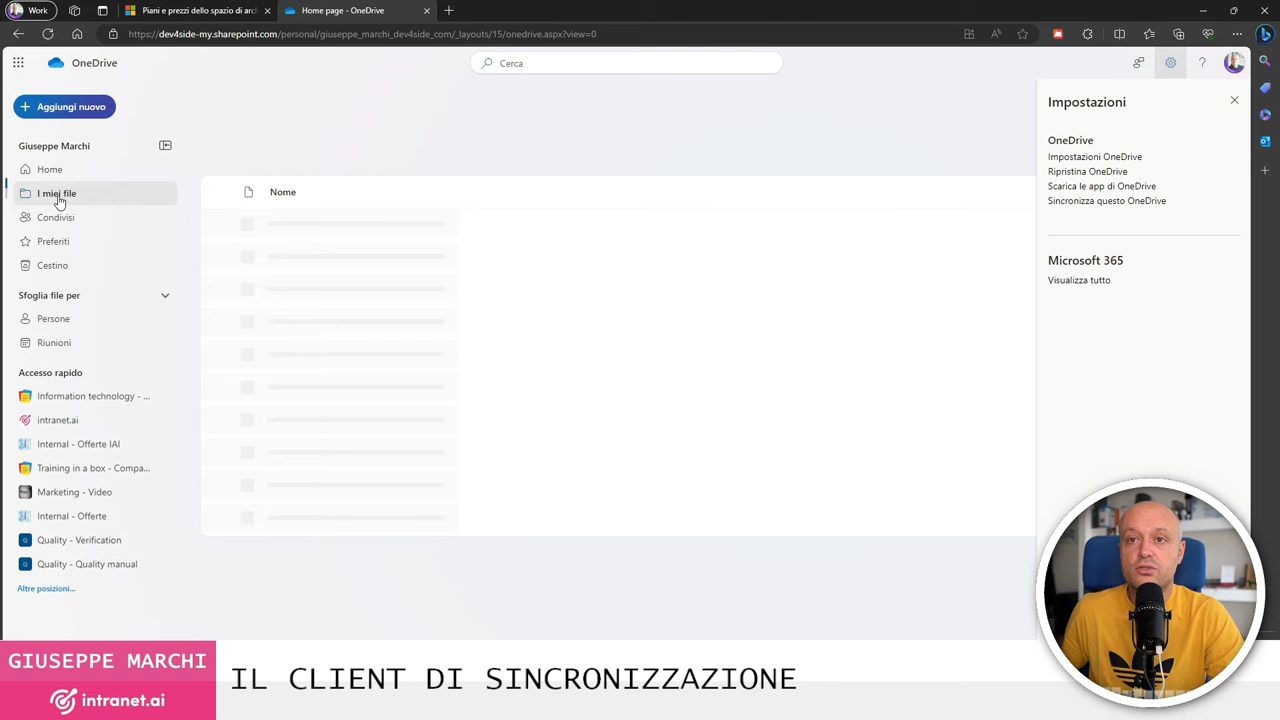 Work
Piani e prezzi dello spazio di arc
Home page - OneDrive
https://dev4side-my.sharepoint.com/personal/giuseppe_marchi_dev4side_com/_layouts/15/onedrive.aspx?view=0
OneDrive
Cerca
Aggiungi nuovo
Giuseppe Marchi
Home
I miei file
Condivisi
Preferiti
Cestino
Sfoglia file per
Persone
Riunioni
Accesso rapido
Information technology - ...
intranet.ai
Internal - Offerte IAI
Training in a box - Compa...
Marketing - Video
Internal - Offerte
Quality - Verification
Quality - Quality manual
Altre posizioni...
Nome
Impostazioni
OneDrive
Impostazioni OneDrive
Ripristina OneDrive
Scarica le app di OneDrive
Sincronizza questo OneDrive
Microsoft 365
Visualizza tutto
GIUSEPPE MARCHI
intranet.ai
IL CLIENT DI SINCRONIZZAZIONE